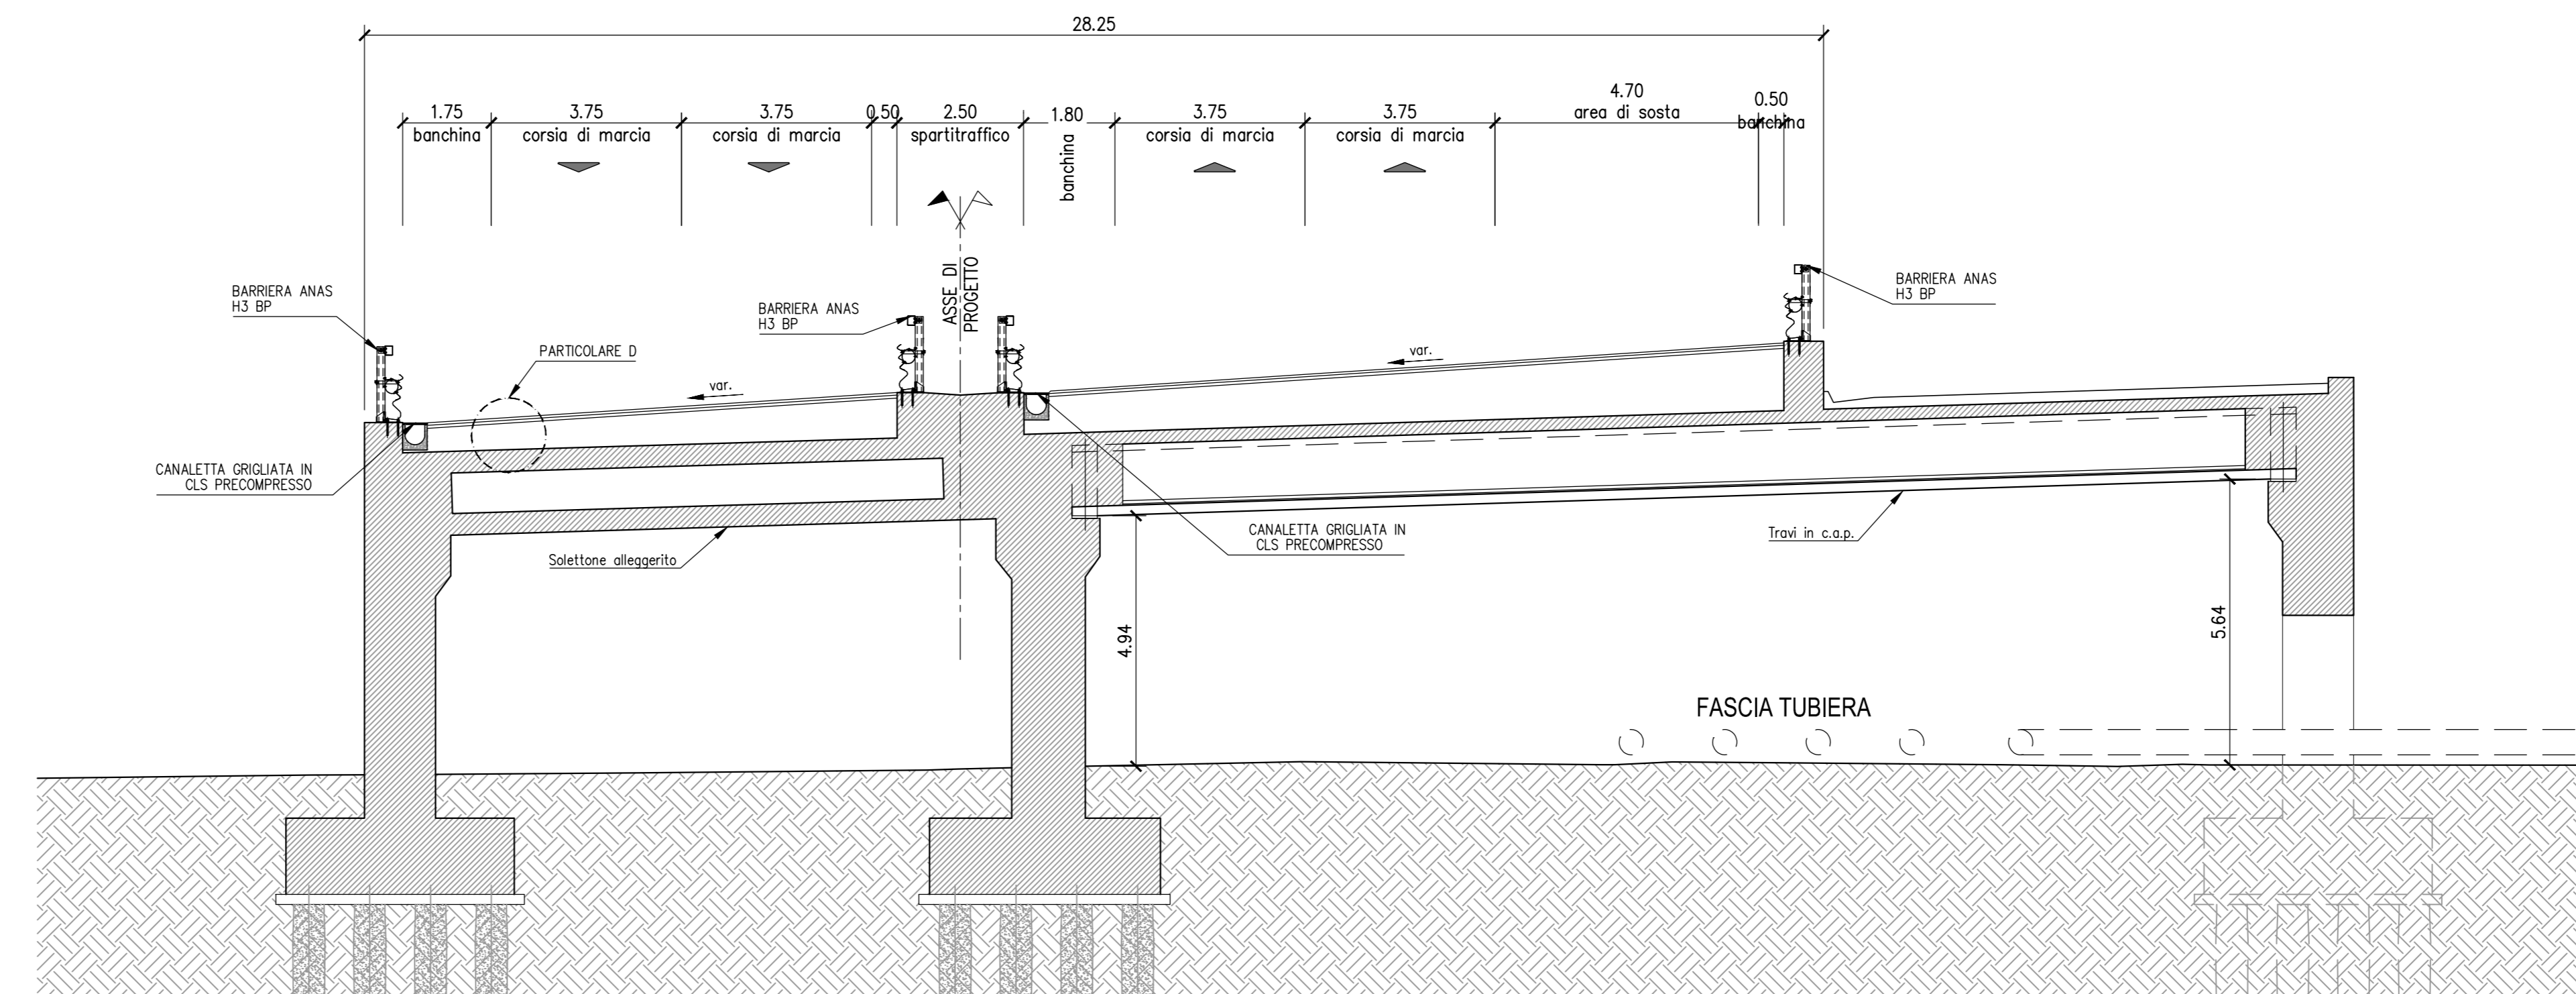 28.25
1.75
banchina
3.75
corsia di marcia
3.75
corsia di marcia
0.50
2.50
spartitraffico
1.80
banchina
3.75
corsia di marcia
3.75
corsia di marcia
4.70
area di sosta
0.50
banchina
ASSE DI
PROGETTO
BARRIERA ANAS
H3 BP
BARRIERA ANAS
H3 BP
BARRIERA ANAS
H3 BP
PARTICOLARE D
var.
var.
CANALETTA GRIGLIATA IN
CLS PRECOMPRESSO
Solettone alleggerito
CANALETTA GRIGLIATA IN
CLS PRECOMPRESSO
Travi in c.a.p.
4.94
5.64
FASCIA TUBIERA